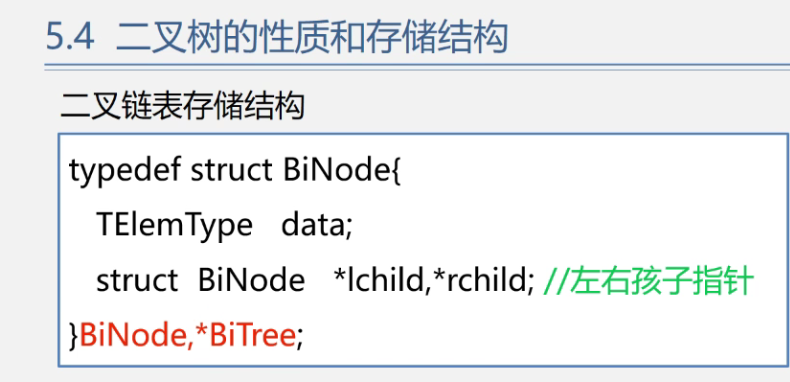 5.4 二叉树的性质和存储结构
二叉链表存储结构
typedef struct BiNode{
TElemType data;
struct BiNode *lchild,*rchild; //左右孩子指针
}BiNode,*BiTree;